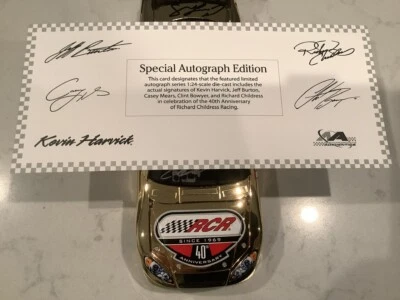 Special Autograph Edition
This card designates that the featured limited
autograph series 1:24-scale die-cast includes the
actual signatures of Kevin Harvick, Jeff Burton,
Casey Mears, Clint Bowyer, and Richard Childress
in celebration of the 40th Anniversary
of Richard Childress Racing.
Kevin Harvick
RCR
SINCE 1969
40th
ANNIVERSARY